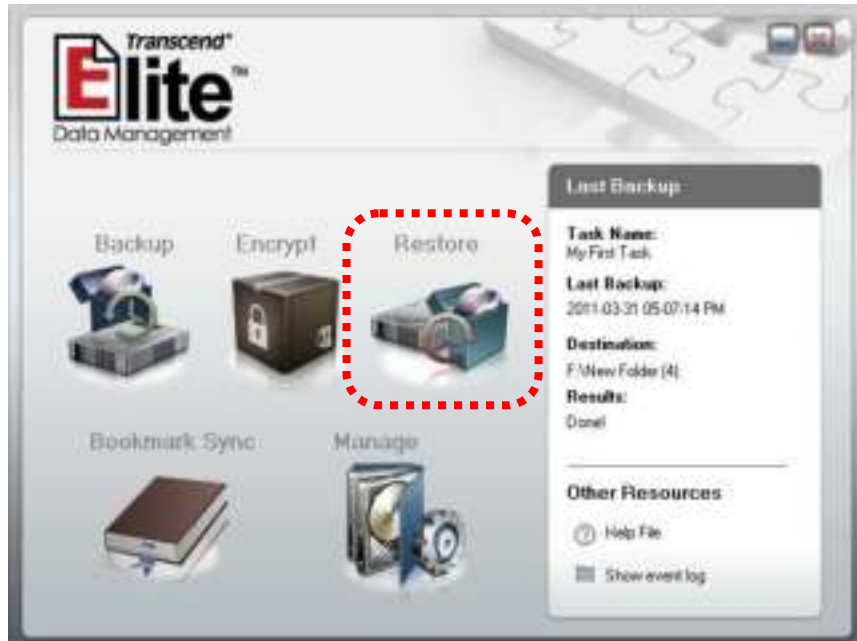 Transcend®
Elite™
Data Management
Last Backup
Backup
Encrypt
Restore
Task Name:
My First Task
Last Backup:
2011-03-31 05-07-14 PM
Destination:
F:\New Folder (4)
Results:
Done!
Bookmark Sync
Manage
Other Resources
Help File
Show event log